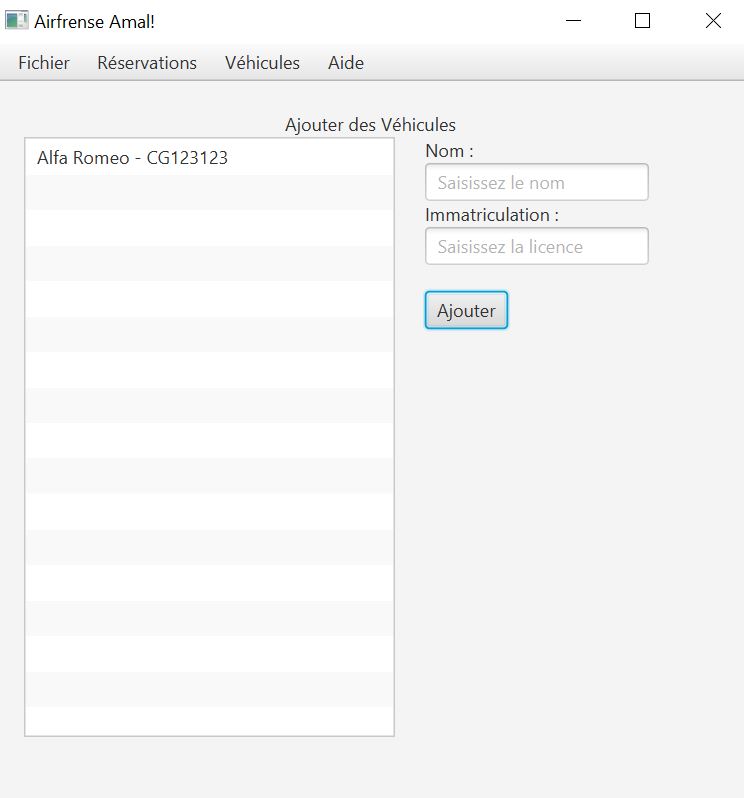 Airfrense Amal!
Fichier Réservations Véhicules Aide
Ajouter des Véhicules
Alfa Romeo - CG123123
Nom :
Saisissez le nom
Immatriculation :
Saisissez la licence
Ajouter